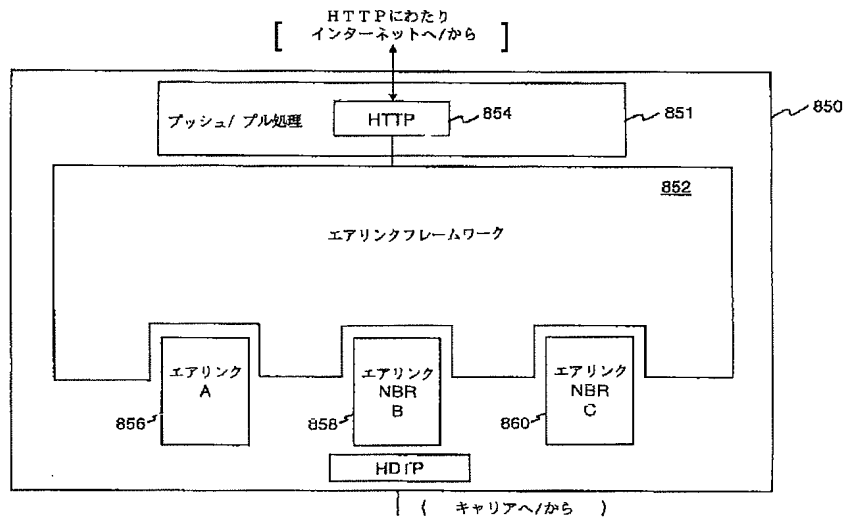 HTTPにわたり
[ インターネットへ/から ]
プッシュ/プル処理
HTTP
854
851
850
852
エアリンクフレームワーク
エアリンク
A
856
エアリンク
NBR
B
858
エアリンク
NBR
C
860
HDTP
( キャリアへ/から )